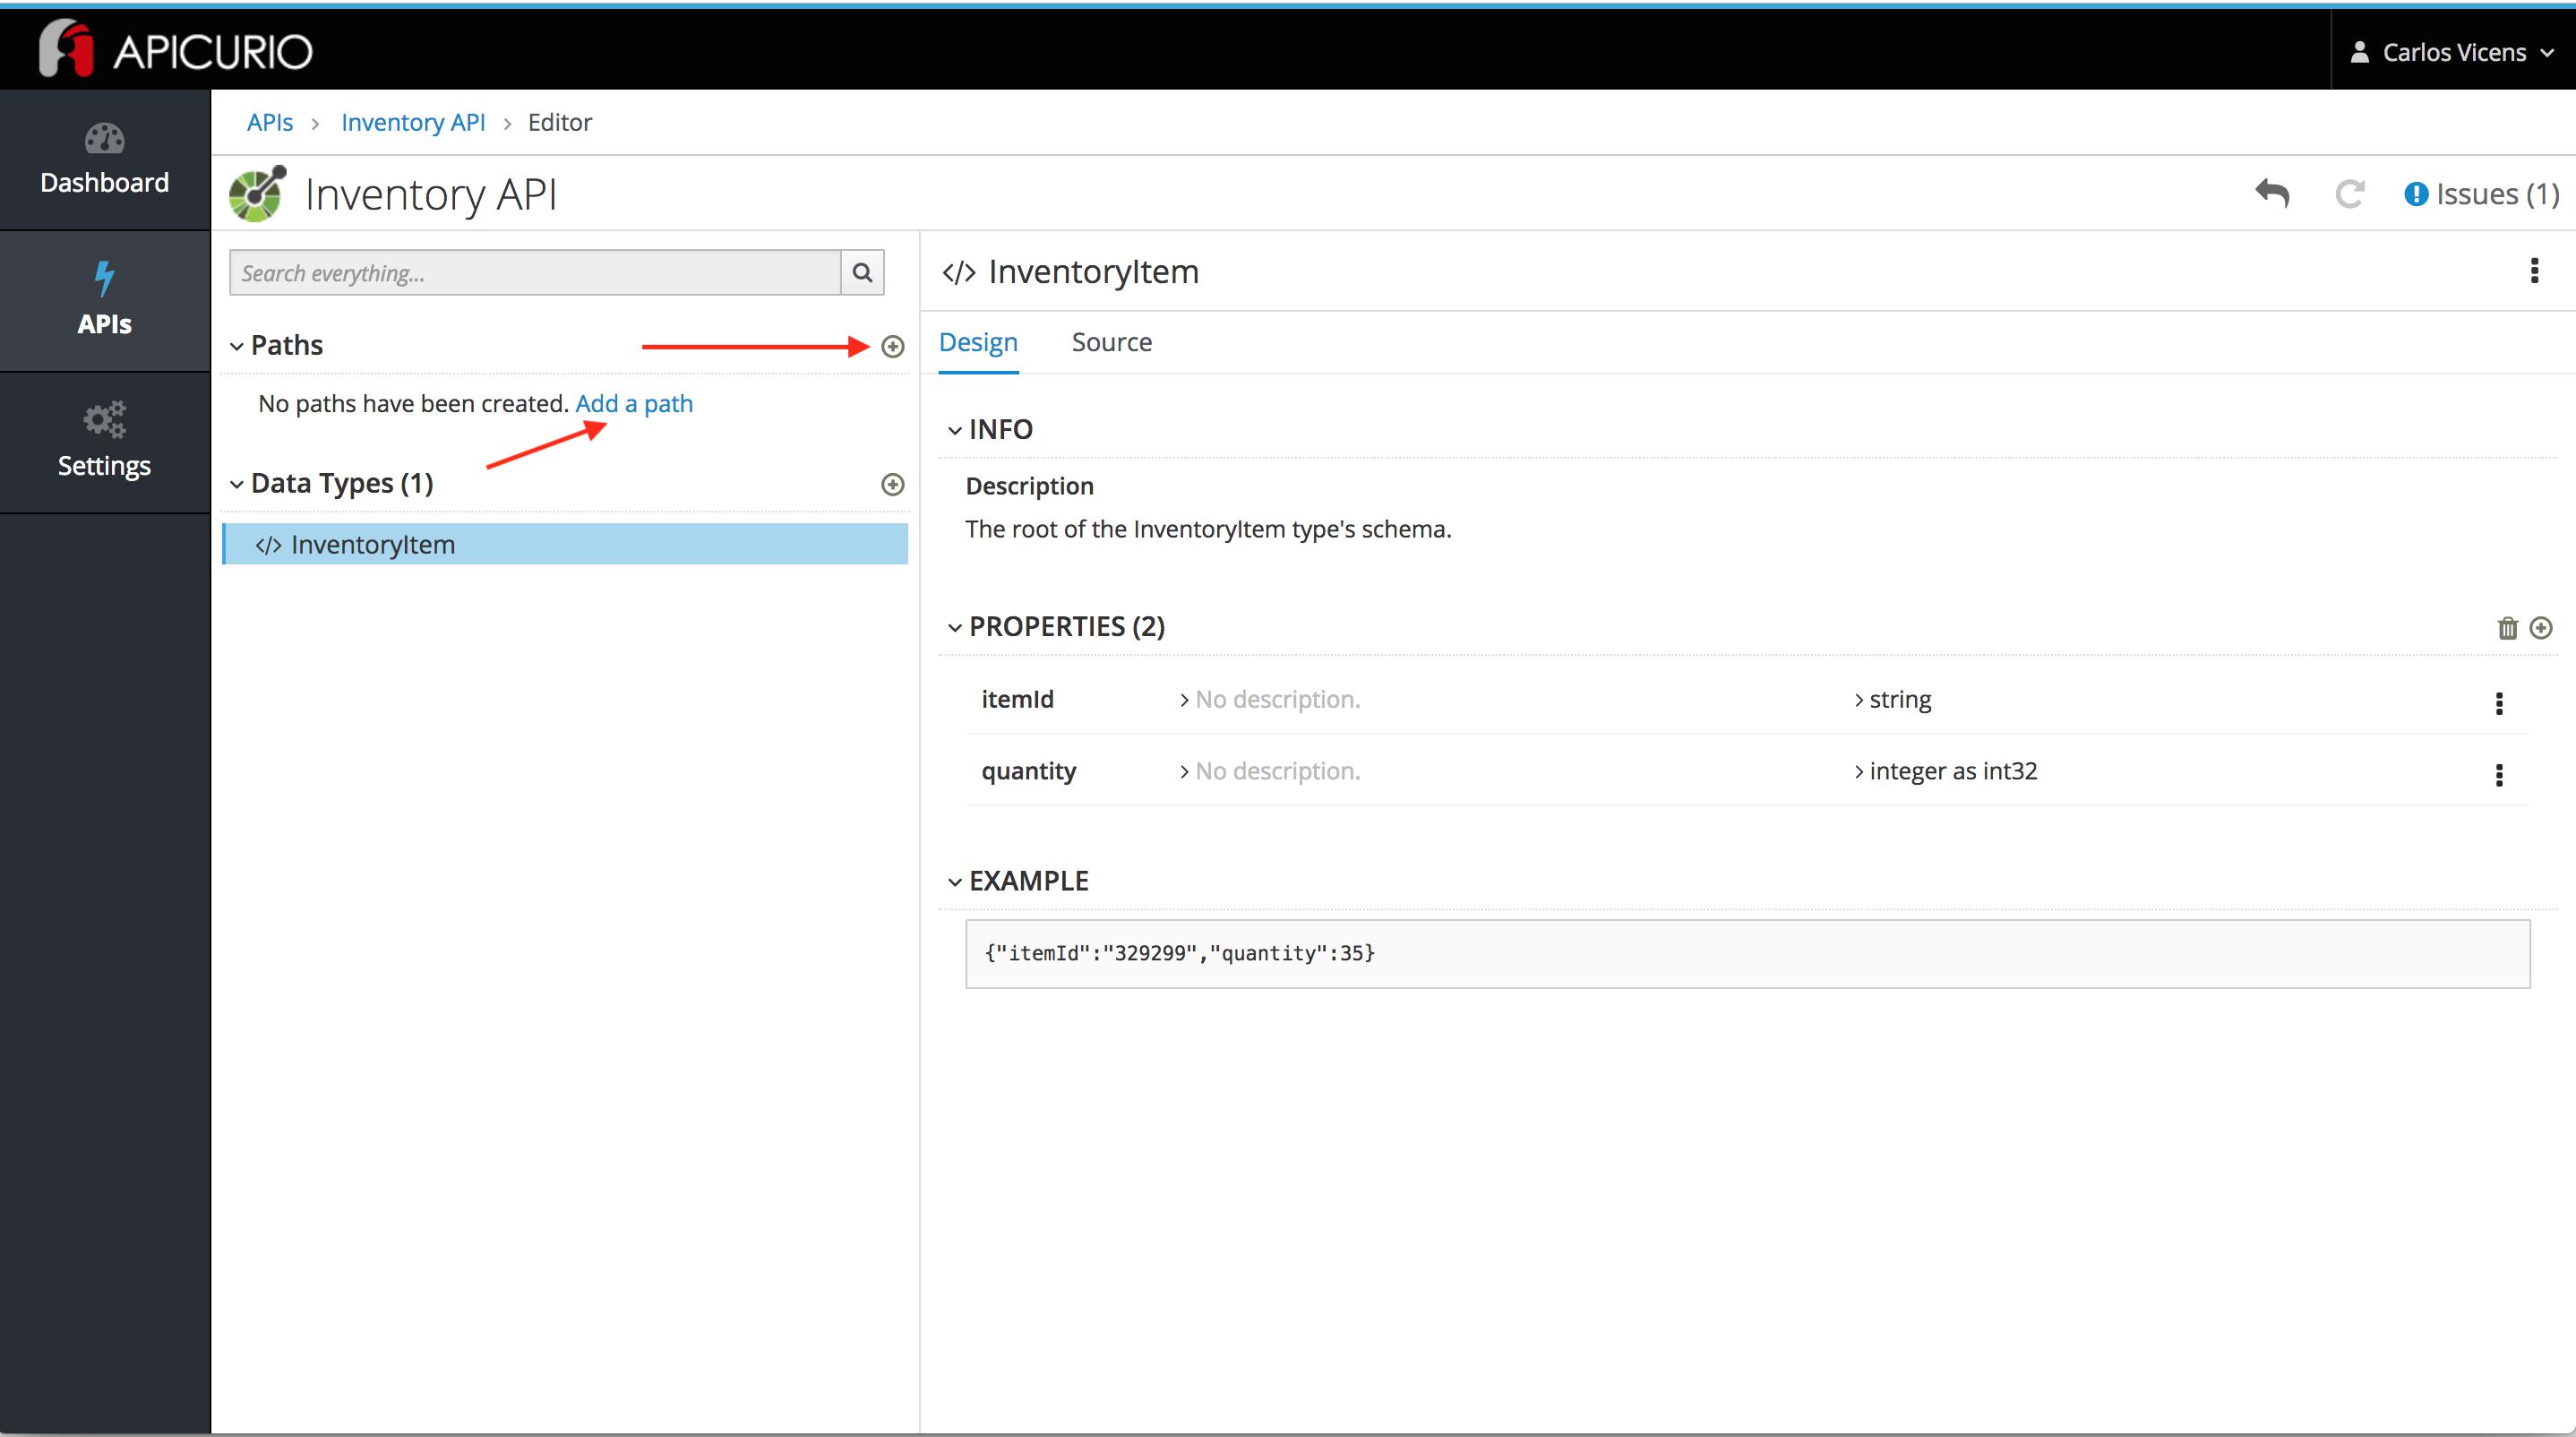 APICURIO
Carlos Vicens
Dashboard
APIs
Settings
APIs > Inventory API > Editor
Inventory API
Issues (1)
Search everything...
Paths
No paths have been created. Add a path
Data Types (1)
</> InventoryItem
</> InventoryItem
Design Source
INFO
Description
The root of the InventoryItem type's schema.
PROPERTIES (2)
itemId > No description. > string
quantity > No description. > integer as int32
EXAMPLE
{"itemId":"329299","quantity":35}